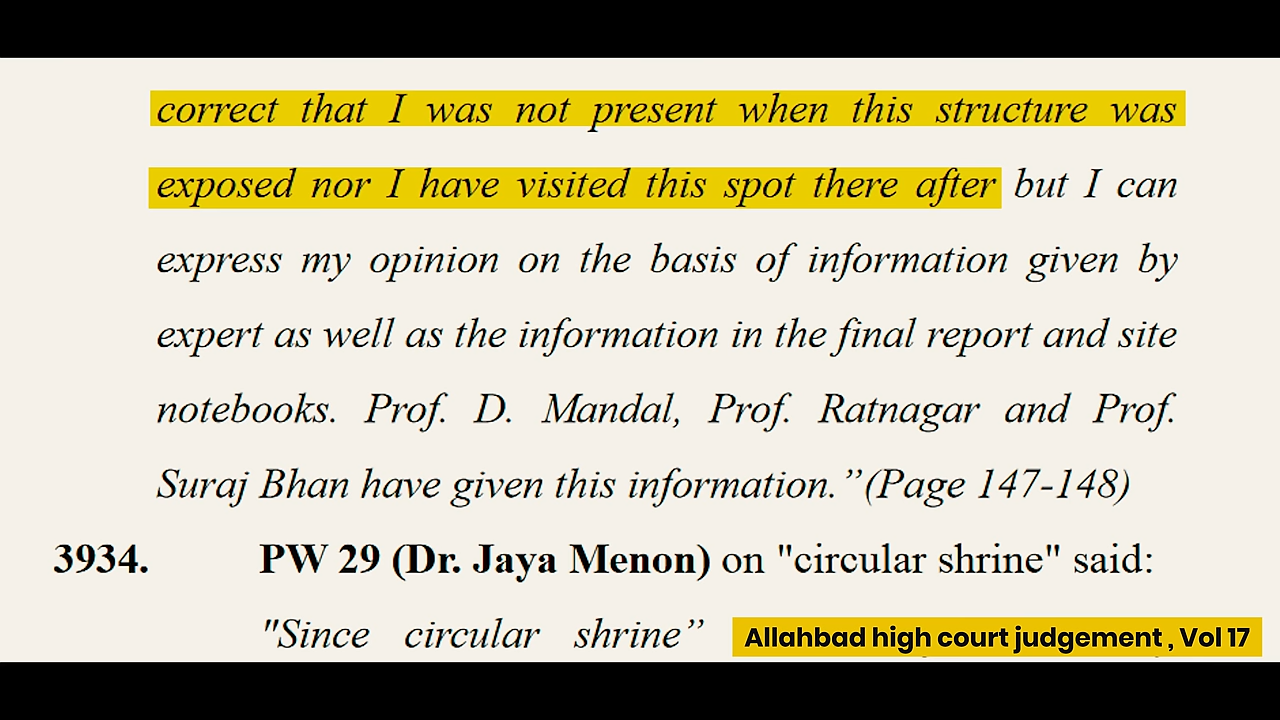 correct that I was not present when this structure was
exposed nor I have visited this spot there after but I can
express my opinion on the basis of information given by
expert as well as the information in the final report and site
notebooks. Prof. D. Mandal, Prof. Ratnagar and Prof.
Suraj Bhan have given this information.”(Page 147-148)
3934. PW 29 (Dr. Jaya Menon) on "circular shrine" said:
"Since circular shrine”
Allahbad high court judgement , Vol 17